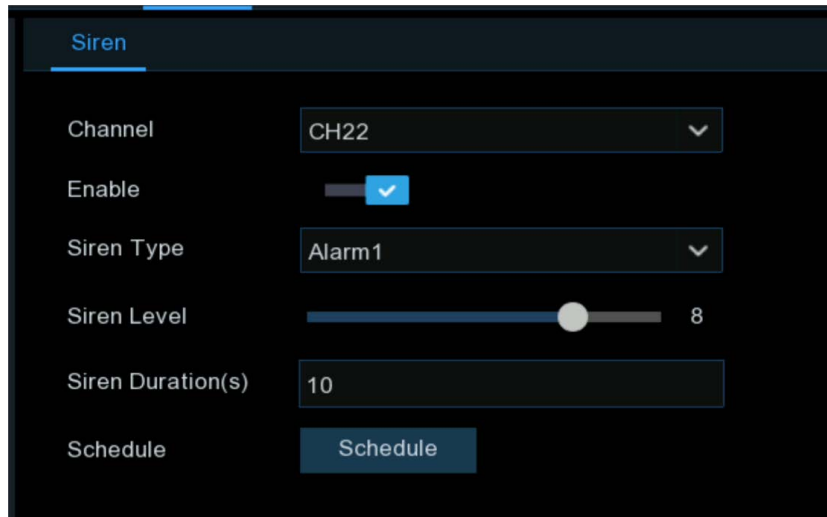 Siren
Channel CH22
Enable
Siren Type Alarm1
Siren Level 8
Siren Duration(s) 10
Schedule Schedule